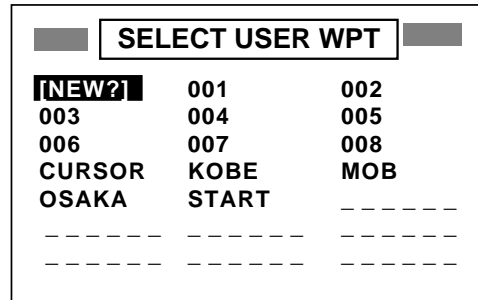 SELECT USER WPT
[NEW?] 001 002
003 004 005
006 007 008
CURSOR KOBE MOB
OSAKA START _ _ _ _ _ _
_ _ _ _ _ _ _ _ _ _ _ _ _ _ _ _ _ _
_ _ _ _ _ _ _ _ _ _ _ _ _ _ _ _ _ _